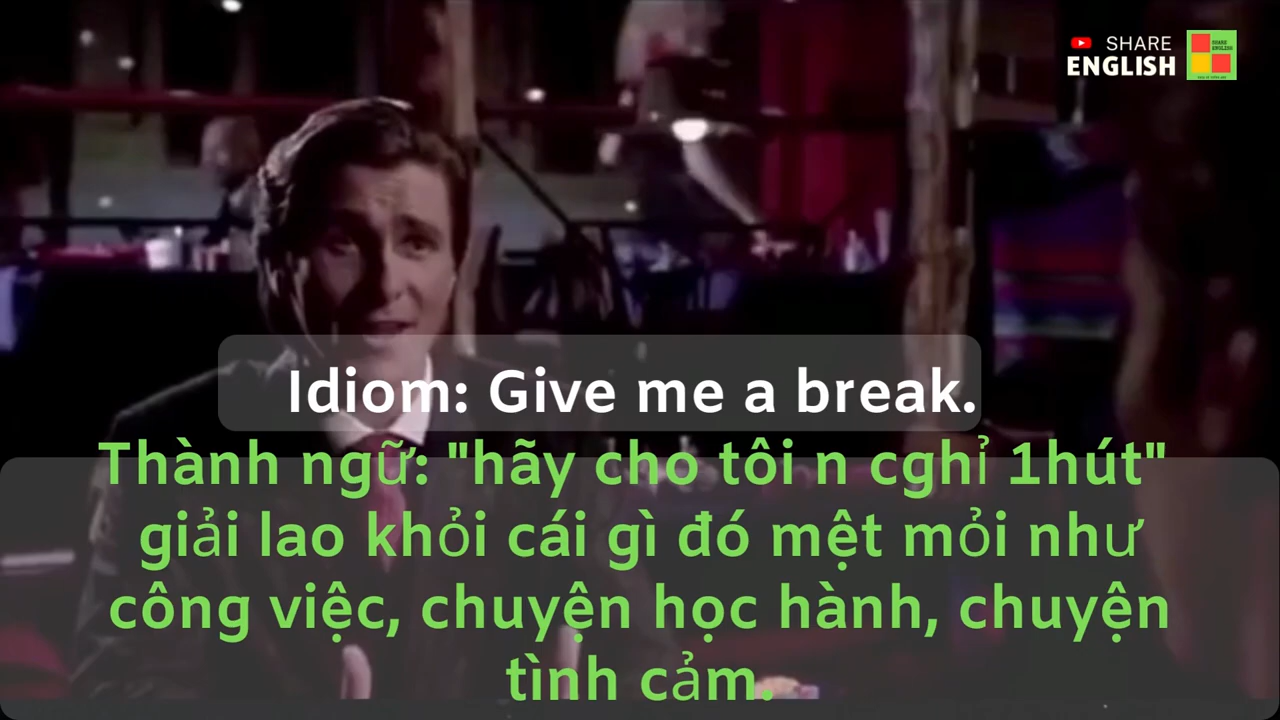 SHARE
ENGLISH
Idiom: Give me a break.
Thành ngữ: "hãy cho tôi n cghỉ 1hút"
giải lao khỏi cái gì đó mệt mỏi như
công việc, chuyện học hành, chuyện
tình cảm.